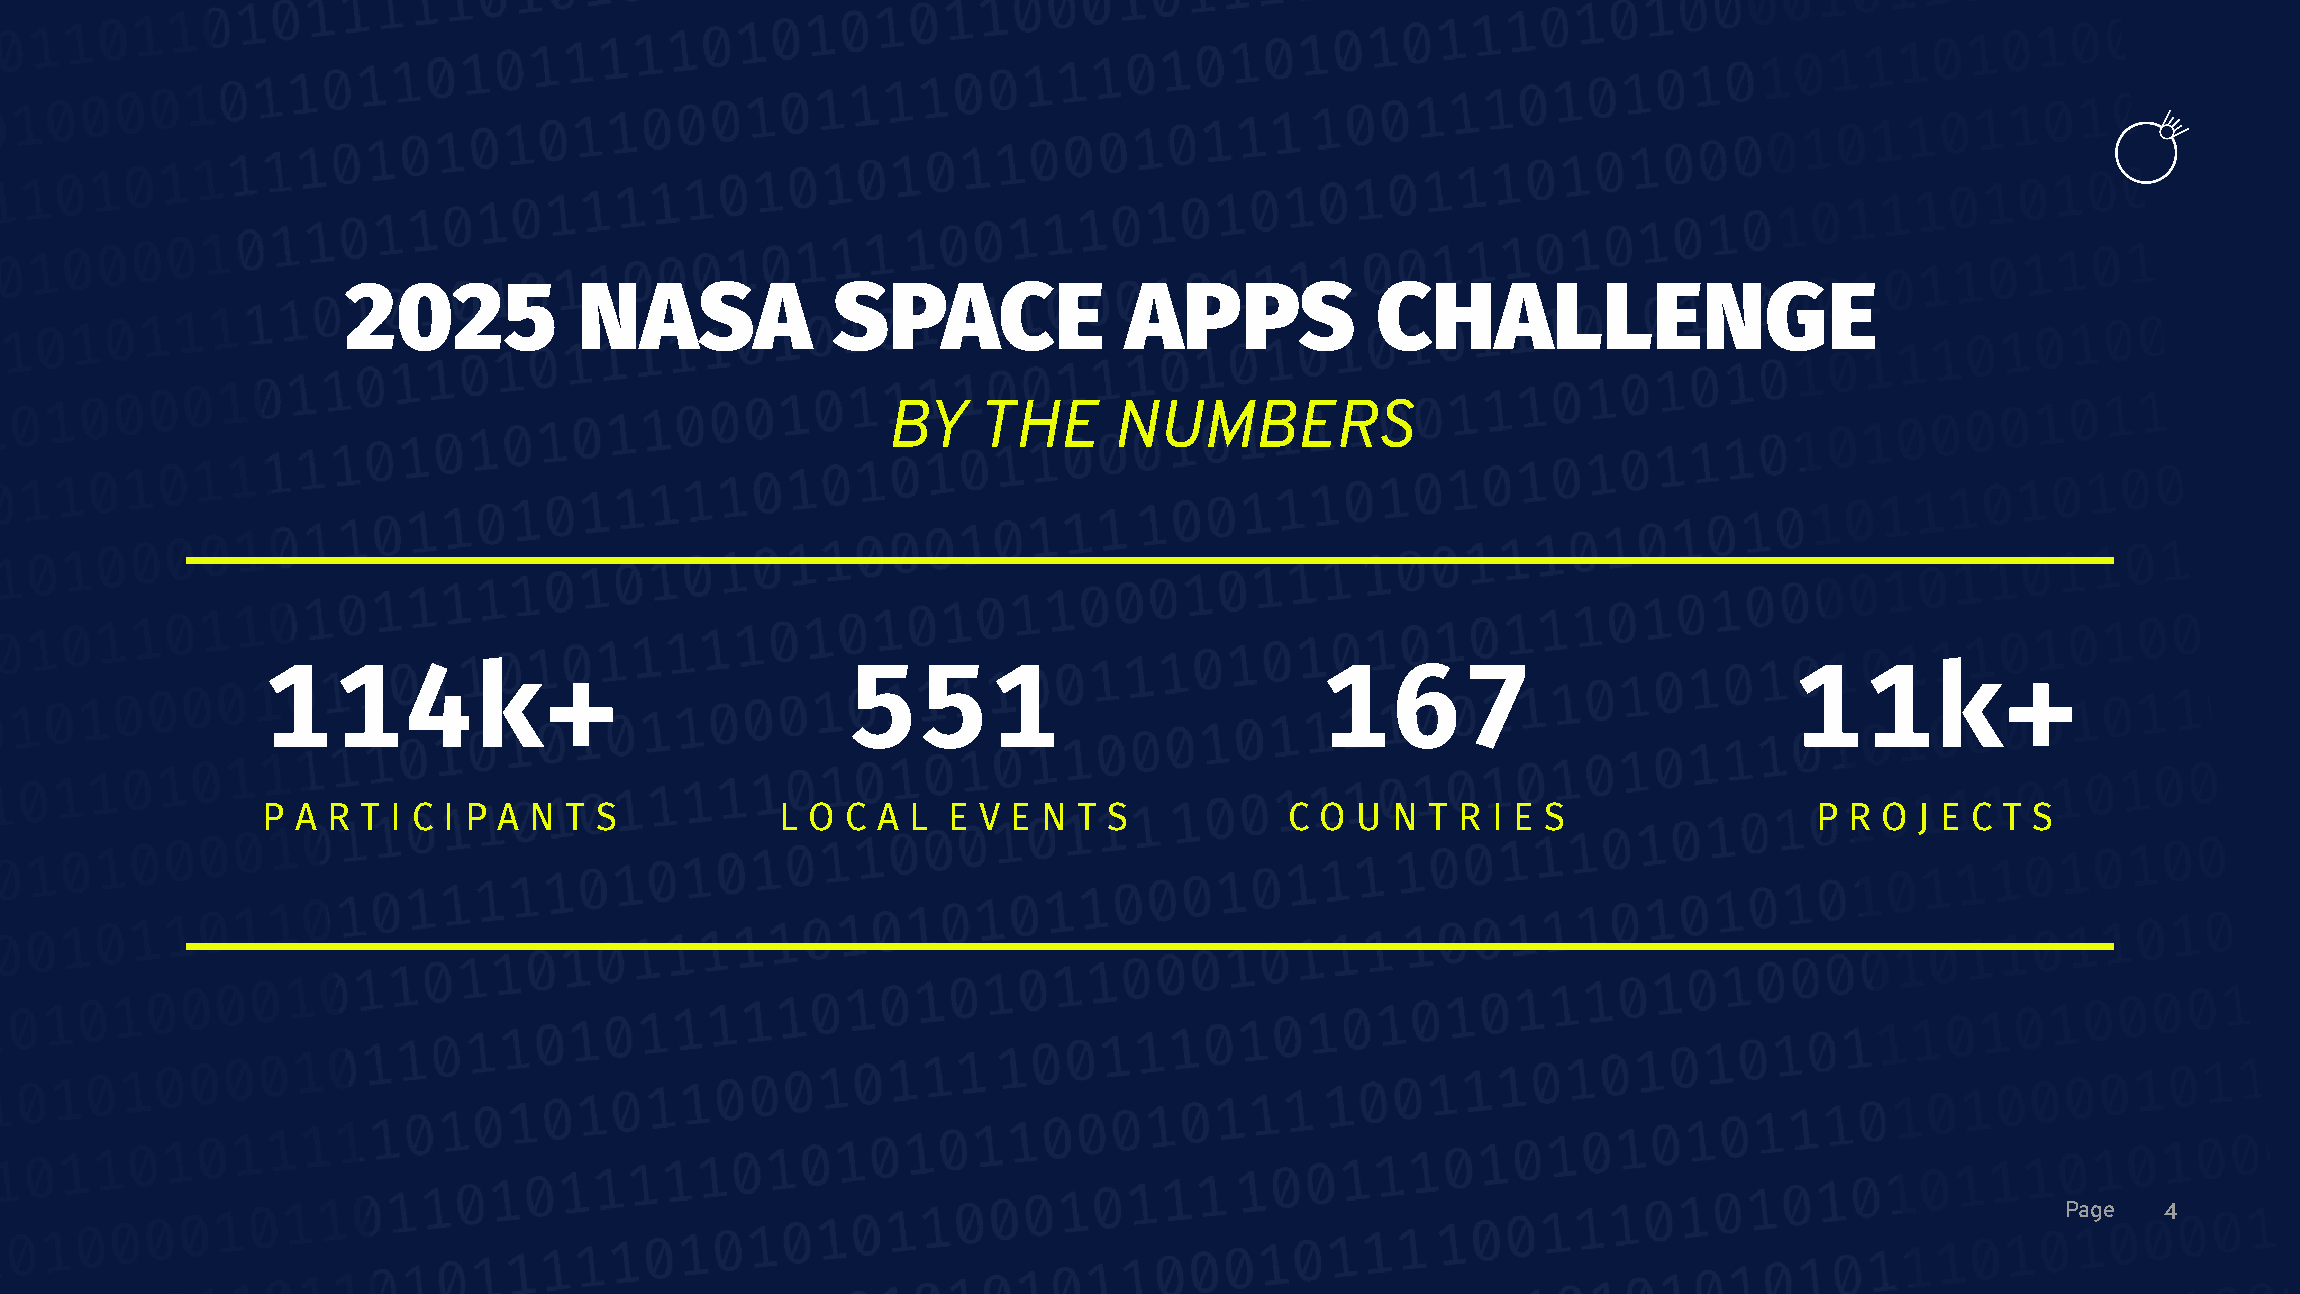 2025 NASA SPACE APPS CHALLENGE
BY THE NUMBERS
114k+ 551 167 11k+
PARTICIPANTS LOCAL EVENTS COUNTRIES PROJECTS
Page 4